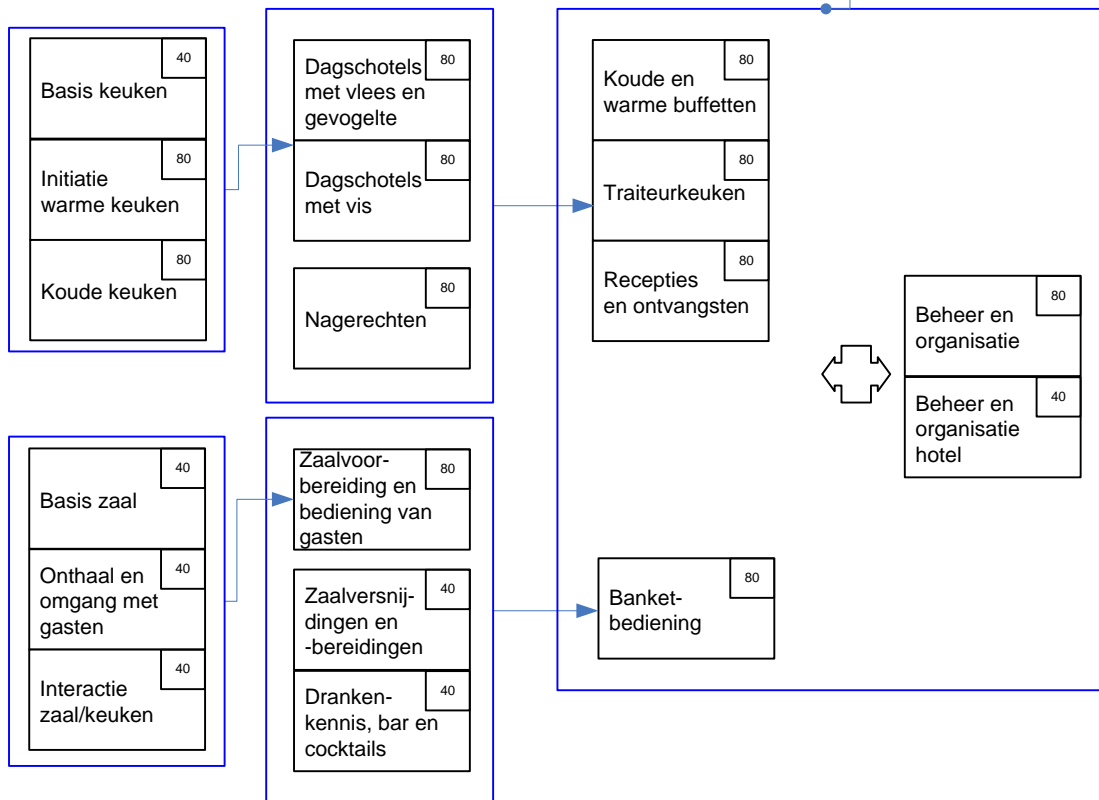 40
Basis keuken
80
Initiatie
warme keuken
80
Koude keuken
80
Dagschotels
met vlees en
gevogelte
80
Dagschotels
met vis
80
Nagerechten
80
Koude en
warme buffetten
80
Traiteurkeuken
80
Recepties
en ontvangsten
80
Beheer en
organisatie
40
Beheer en
organisatie
hotel
40
Basis zaal
40
Onthaal en
omgang met
gasten
40
Interactie
zaal/keuken
80
Zaalvoor-
bereiding en
bediening van
gasten
40
Zaalversnij-
dingen en
-bereidingen
40
Dranken-
kennis, bar en
cocktails
80
Banket-
bediening